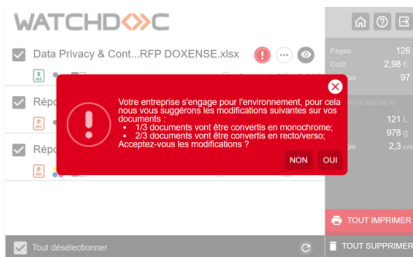 WATCHDOC
Data Privacy & Cont...RFP DOXENSE.xlsx
Pages 126
Coût 2,98 €
97
Répo
Votre entreprise s'engage pour l'environnement, pour cela
nous vous suggérons les modifications suivantes sur vos
documents :
• 1/3 documents vont être convertis en monochrome;
• 2/3 documents vont être convertis en recto/verso;
Acceptez-vous les modifications ?
NON OUI
121 L
978 g
2,3 km
Rép
TOUT IMPRIMER
Tout désélectionner
TOUT SUPPRIMER